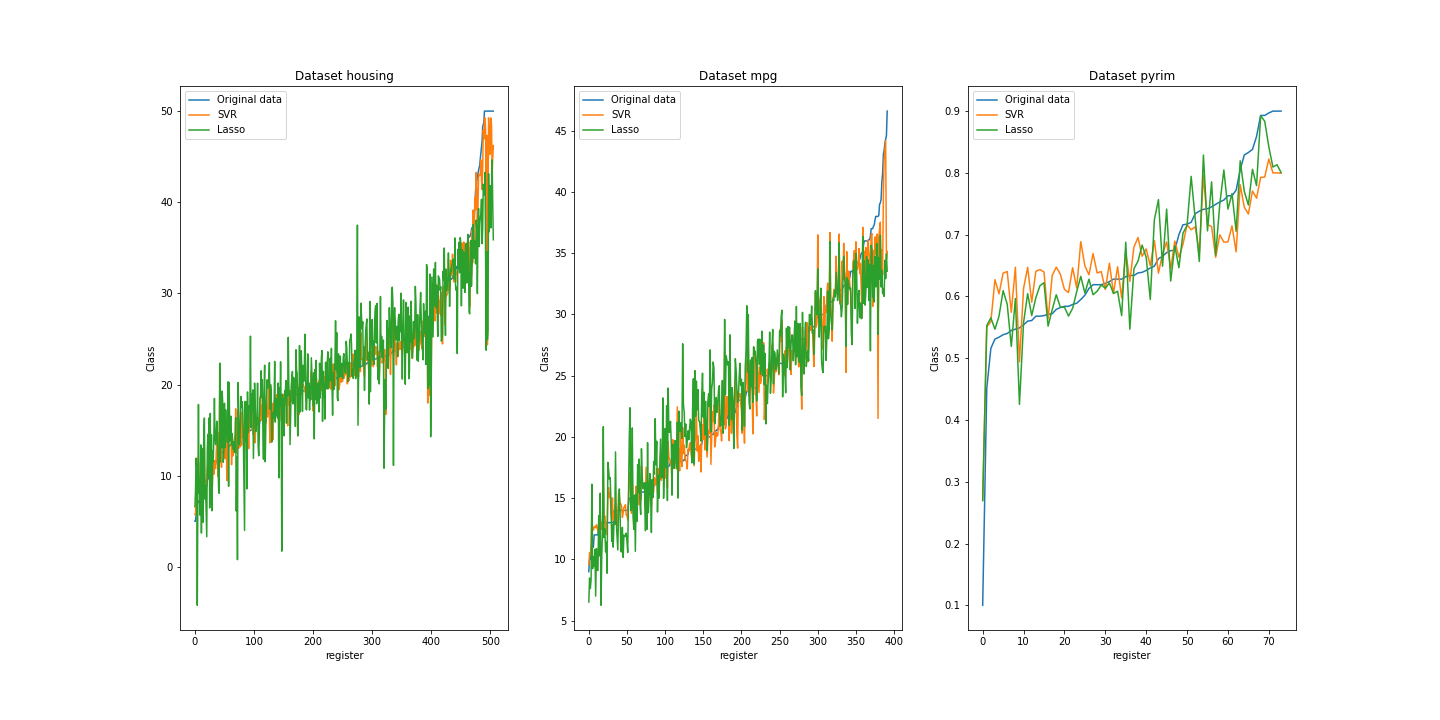 Dataset housing
Original data
SVR
Lasso
50
40
30
20
10
0
Class
0 100 200 300 400 500
register
Dataset mpg
Original data
SVR
Lasso
45
40
35
30
25
20
15
10
5
Class
0 50 100 150 200 250 300 350 400
register
Dataset pyrim
Original data
SVR
Lasso
0.9
0.8
0.7
0.6
0.5
0.4
0.3
0.2
0.1
Class
0 10 20 30 40 50 60 70
register